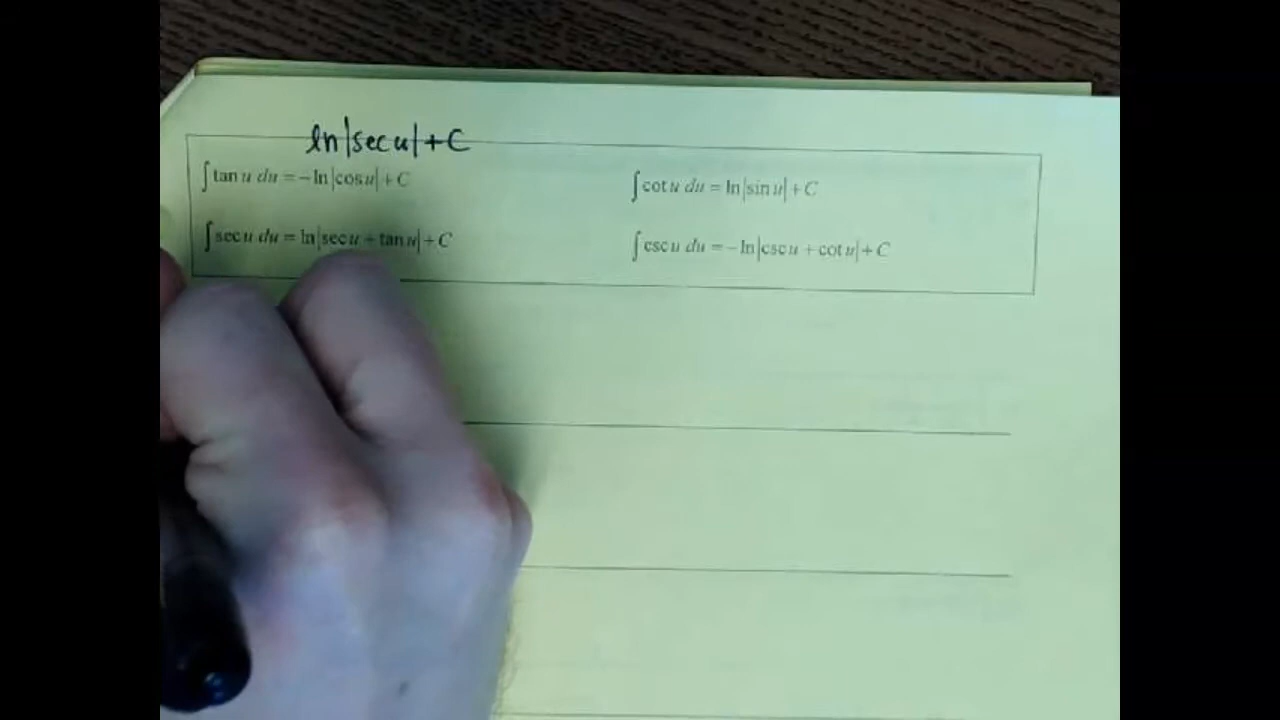 ln|sec u|+C
∫tan u du = −ln|cos u| + C
∫cot u du = ln|sin u| + C
∫sec u du = ln|sec u + tan u| + C
∫csc u du = −ln|csc u + cot u| + C